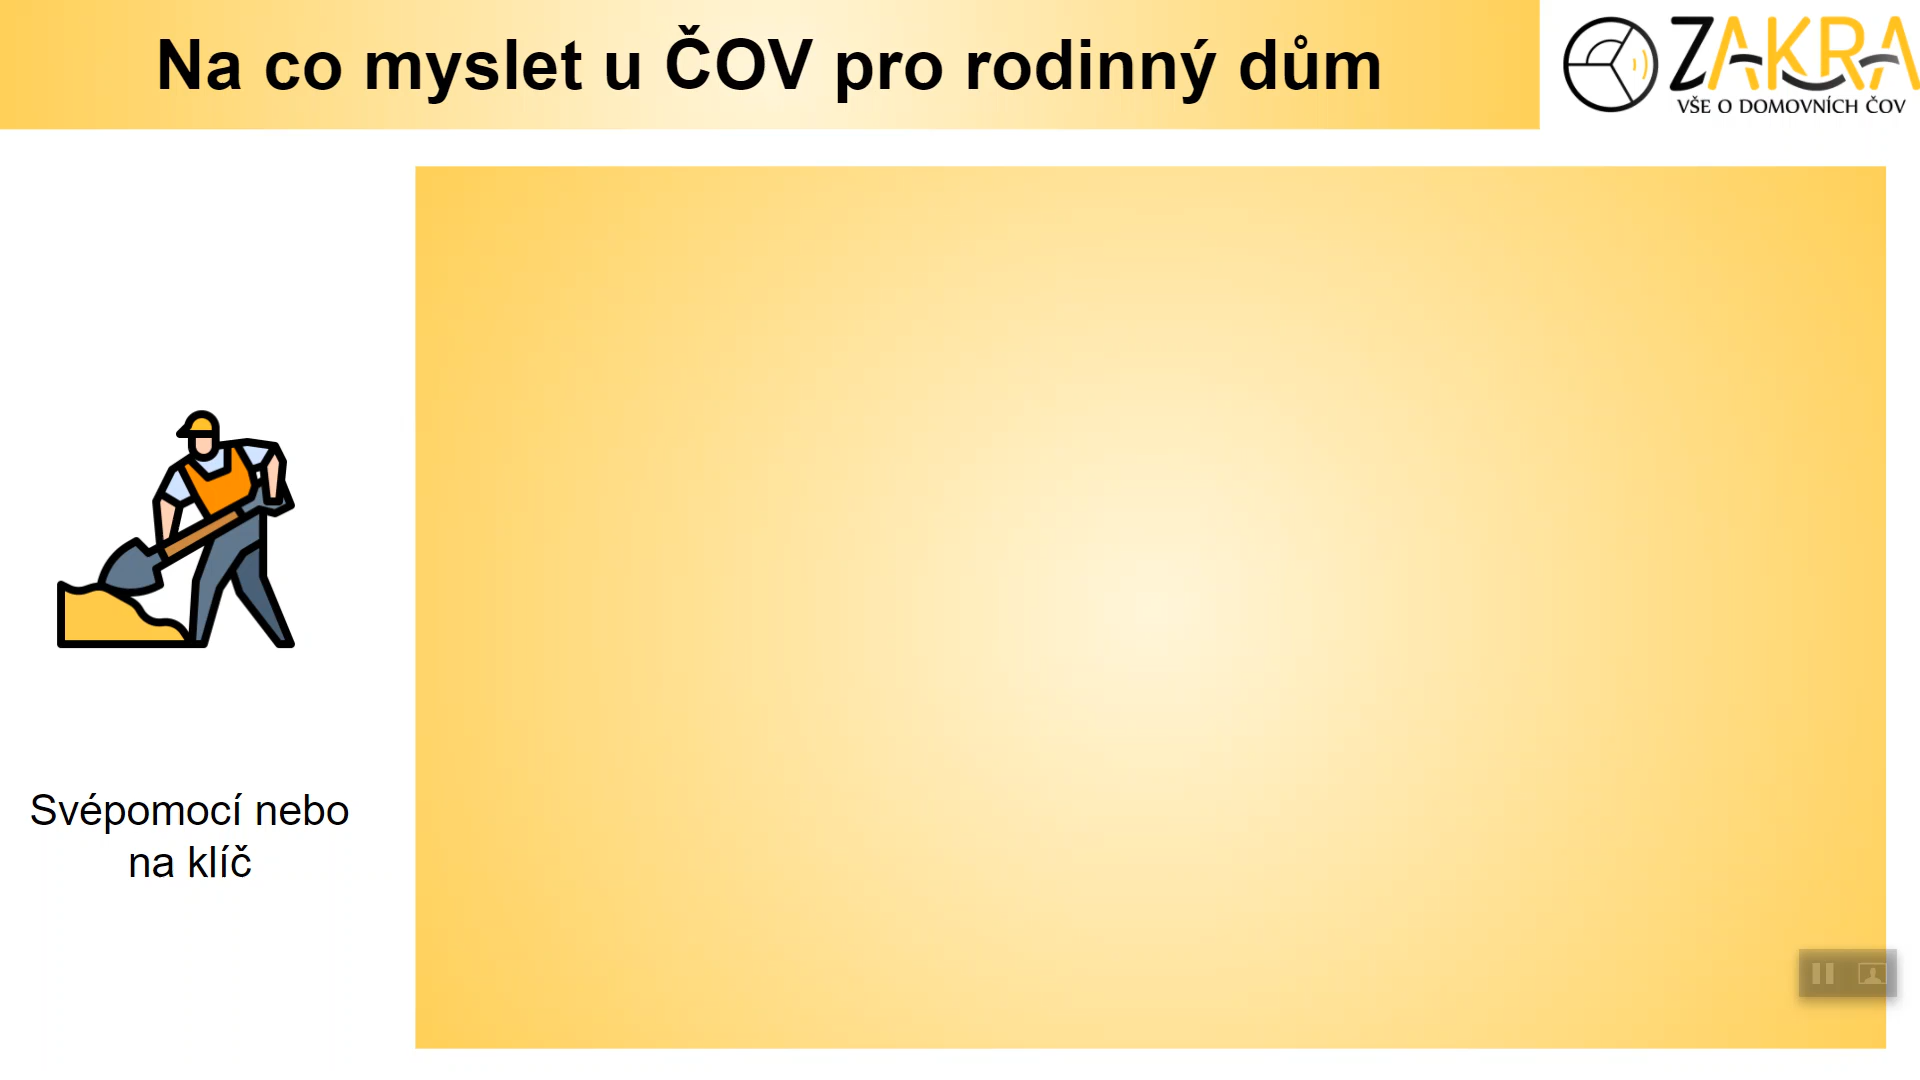 Na co myslet u ČOV pro rodinný dům
ZAKRA
VŠE O DOMOVNÍCH ČOV
Svépomocí nebo
na klíč